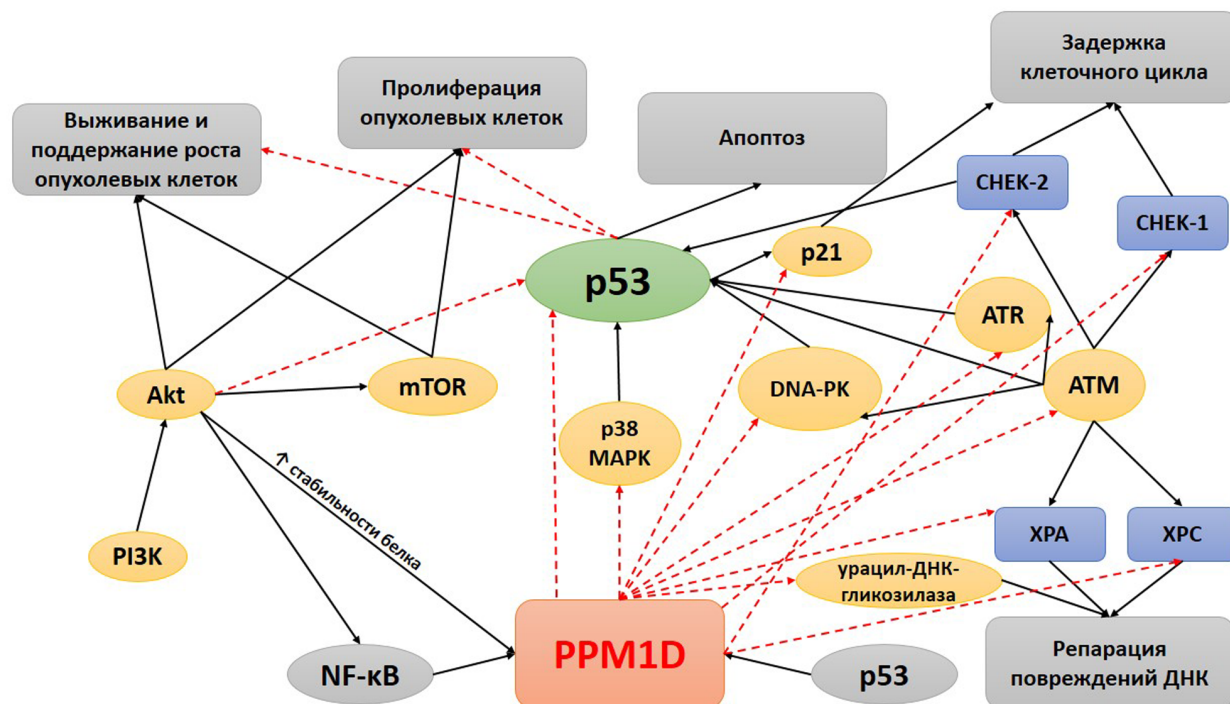 Задержка
клеточного цикла
Пролиферация
опухолевых клеток
Выживание и
поддержание роста
опухолевых клеток
Апоптоз
CHEK-2
CHEK-1
p21
p53
ATR
Akt
mTOR
DNA-PK
ATM
p38
MAPK
↑ стабильности белка
PI3K
XPA
XPC
урацил-ДНК-
гликозилаза
PPM1D
NF-κB
p53
Репарация
повреждений ДНК